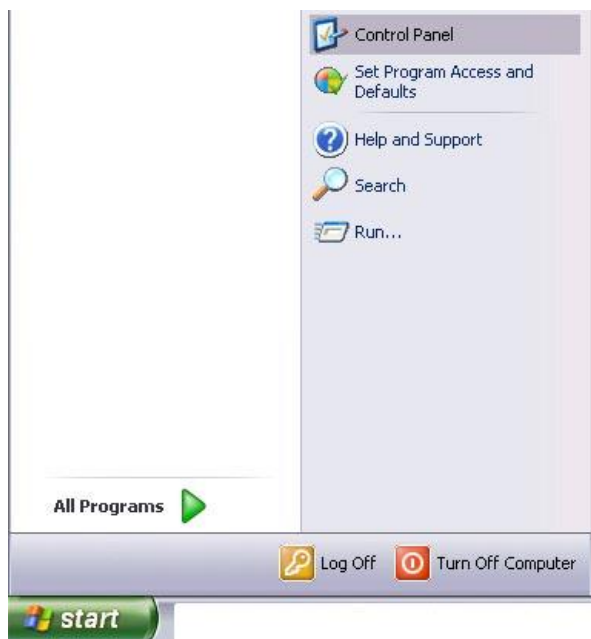 Control Panel
Set Program Access and
Defaults
Help and Support
Search
Run...
All Programs
Log Off
Turn Off Computer
start